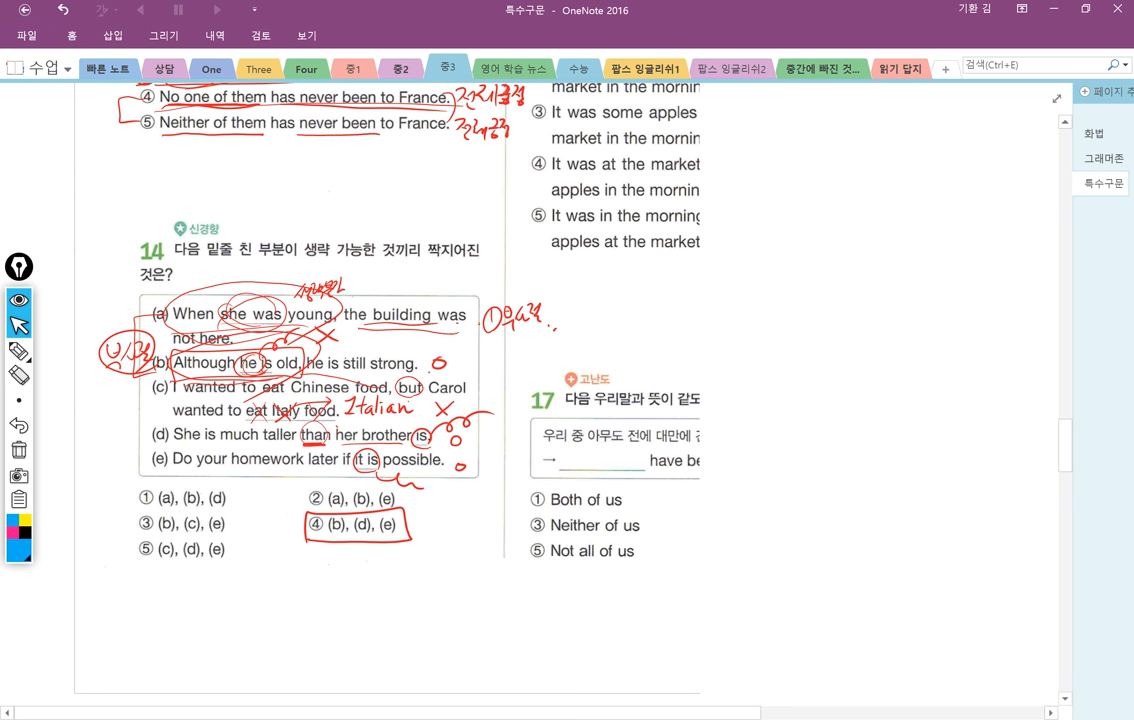 특수구문 - OneNote 2016
기환 김
파일 홈 삽입 그리기 내역 검토 보기
수업 빠른 노트 상담 One Three Four 중1 중2 중3 영어 학습 뉴스 수능 팝스 잉글리쉬1 팝스 잉글리쉬2 중간에 빠진 것... 읽기 답지 + 검색(Ctrl+E)
페이지 추
화법
그래머존
특수구문
④ No one of them has never been to France. 전체긍정
⑤ Neither of them has never been to France. 전체긍정
신경향
14 다음 밑줄 친 부분이 생략 가능한 것끼리 짝지어진
것은?
(a) When she was young, the building was
not here.
(b) Although he is old, he is still strong.
(c) I wanted to eat Chinese food, but Carol
wanted to eat Italy food. Italian
(d) She is much taller than her brother is.
(e) Do your homework later if it is possible.
① (a), (b), (d)
② (a), (b), (e)
③ (b), (c), (e)
④ (b), (d), (e)
⑤ (c), (d), (e)
market in the mornin
③ It was some apples
market in the mornin
④ It was at the market
apples in the mornin
⑤ It was in the morning
apples at the market
고난도
17 다음 우리말과 뜻이 같도
우리 중 아무도 전에 대만에 긴
→ __________ have be
① Both of us
③ Neither of us
⑤ Not all of us